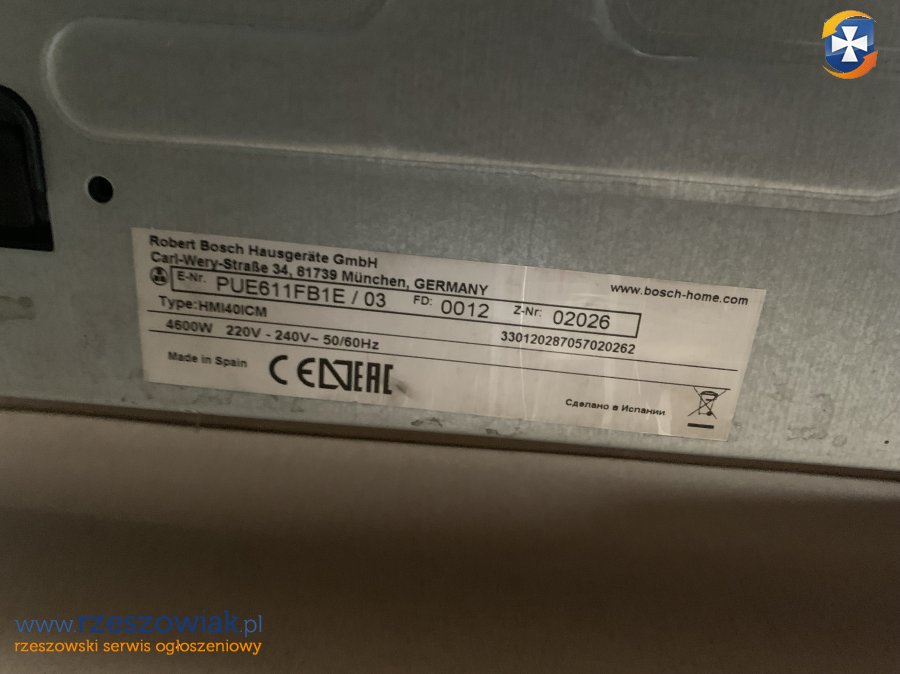 Robert Bosch Hausgeräte GmbH
Carl-Wery-Straße 34, 81739 München, GERMANY
www.bosch-home.com
E-Nr. PUE611FB1E / 03 FD: 0012 Z-Nr: 02026
Type:HMI40ICM
330120287057020262
4600W 220V - 240V~ 50/60Hz
Made in Spain
CE EAC
Сделано в Испании
www.rzeszowiak.pl
rzeszowski serwis ogłoszeniowy